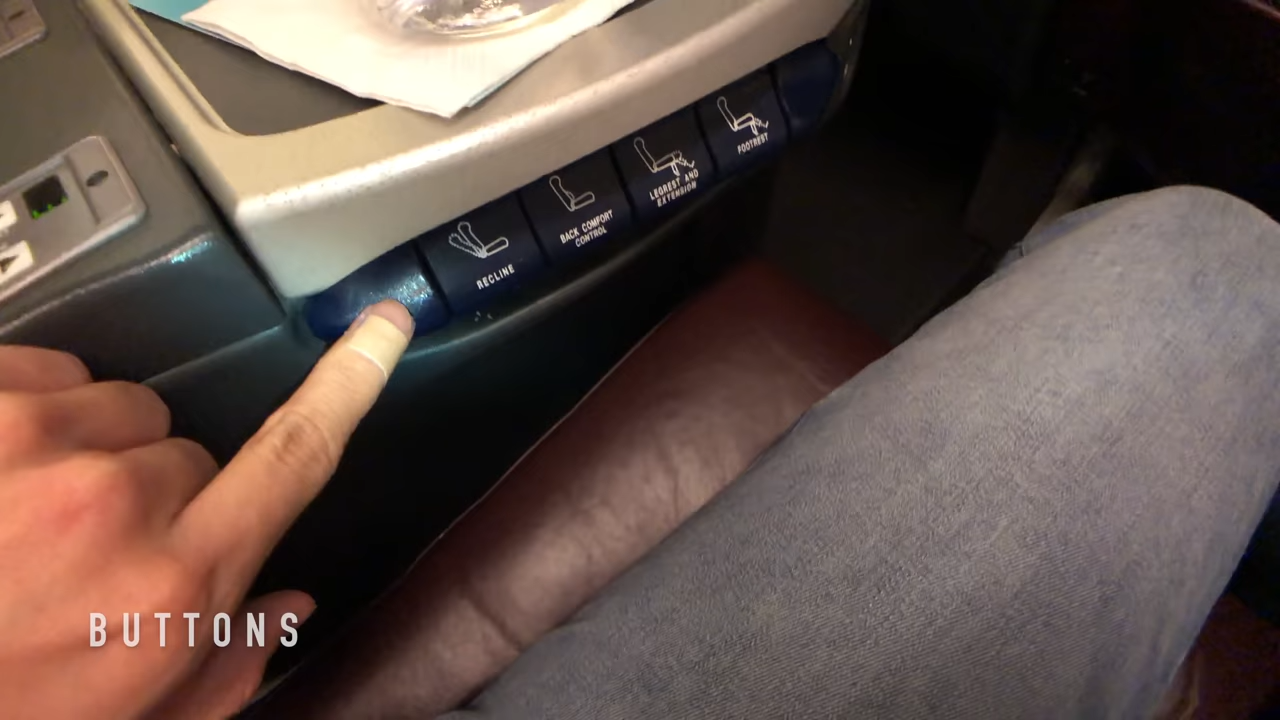 RECLINE
BACK COMFORT
CONTROL
LEGREST AND
EXTENSION
FOOTREST
BUTTONS